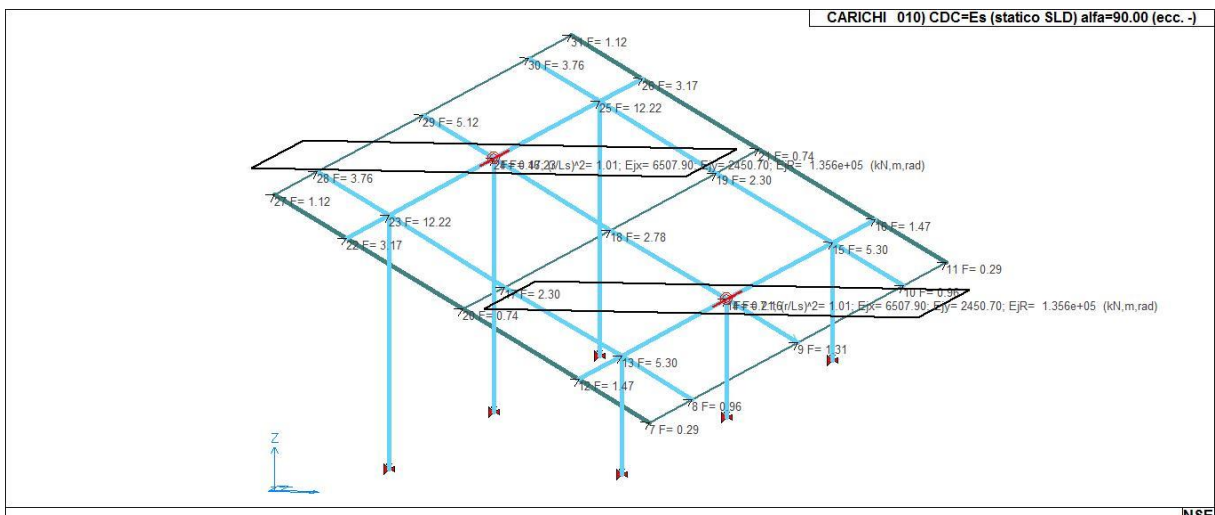 CARICHI 010) CDC=Es (statico SLD) alfa=90.00 (ecc. -)
31 F= 1.12
30 F= 3.76
26 F= 3.17
25 F= 12.22
29 F= 5.12
21 F= 0.74
(r/Ls)^2= 1.01; Ejx= 6507.90; Ejy= 2450.70; EjR= 1.356e+05 (kN,m,rad)
28 F= 3.76
19 F= 2.30
27 F= 1.12
23 F= 12.22
16 F= 1.47
22 F= 3.17
18 F= 2.78
15 F= 5.30
11 F= 0.29
17 F= 2.30
10 F= 0.96
(r/Ls)^2= 1.01; Ejx= 6507.90; Ejy= 2450.70; EjR= 1.356e+05 (kN,m,rad)
20 F= 0.74
9 F= 1.31
13 F= 5.30
12 F= 1.47
8 F= 0.96
7 F= 0.29
Z